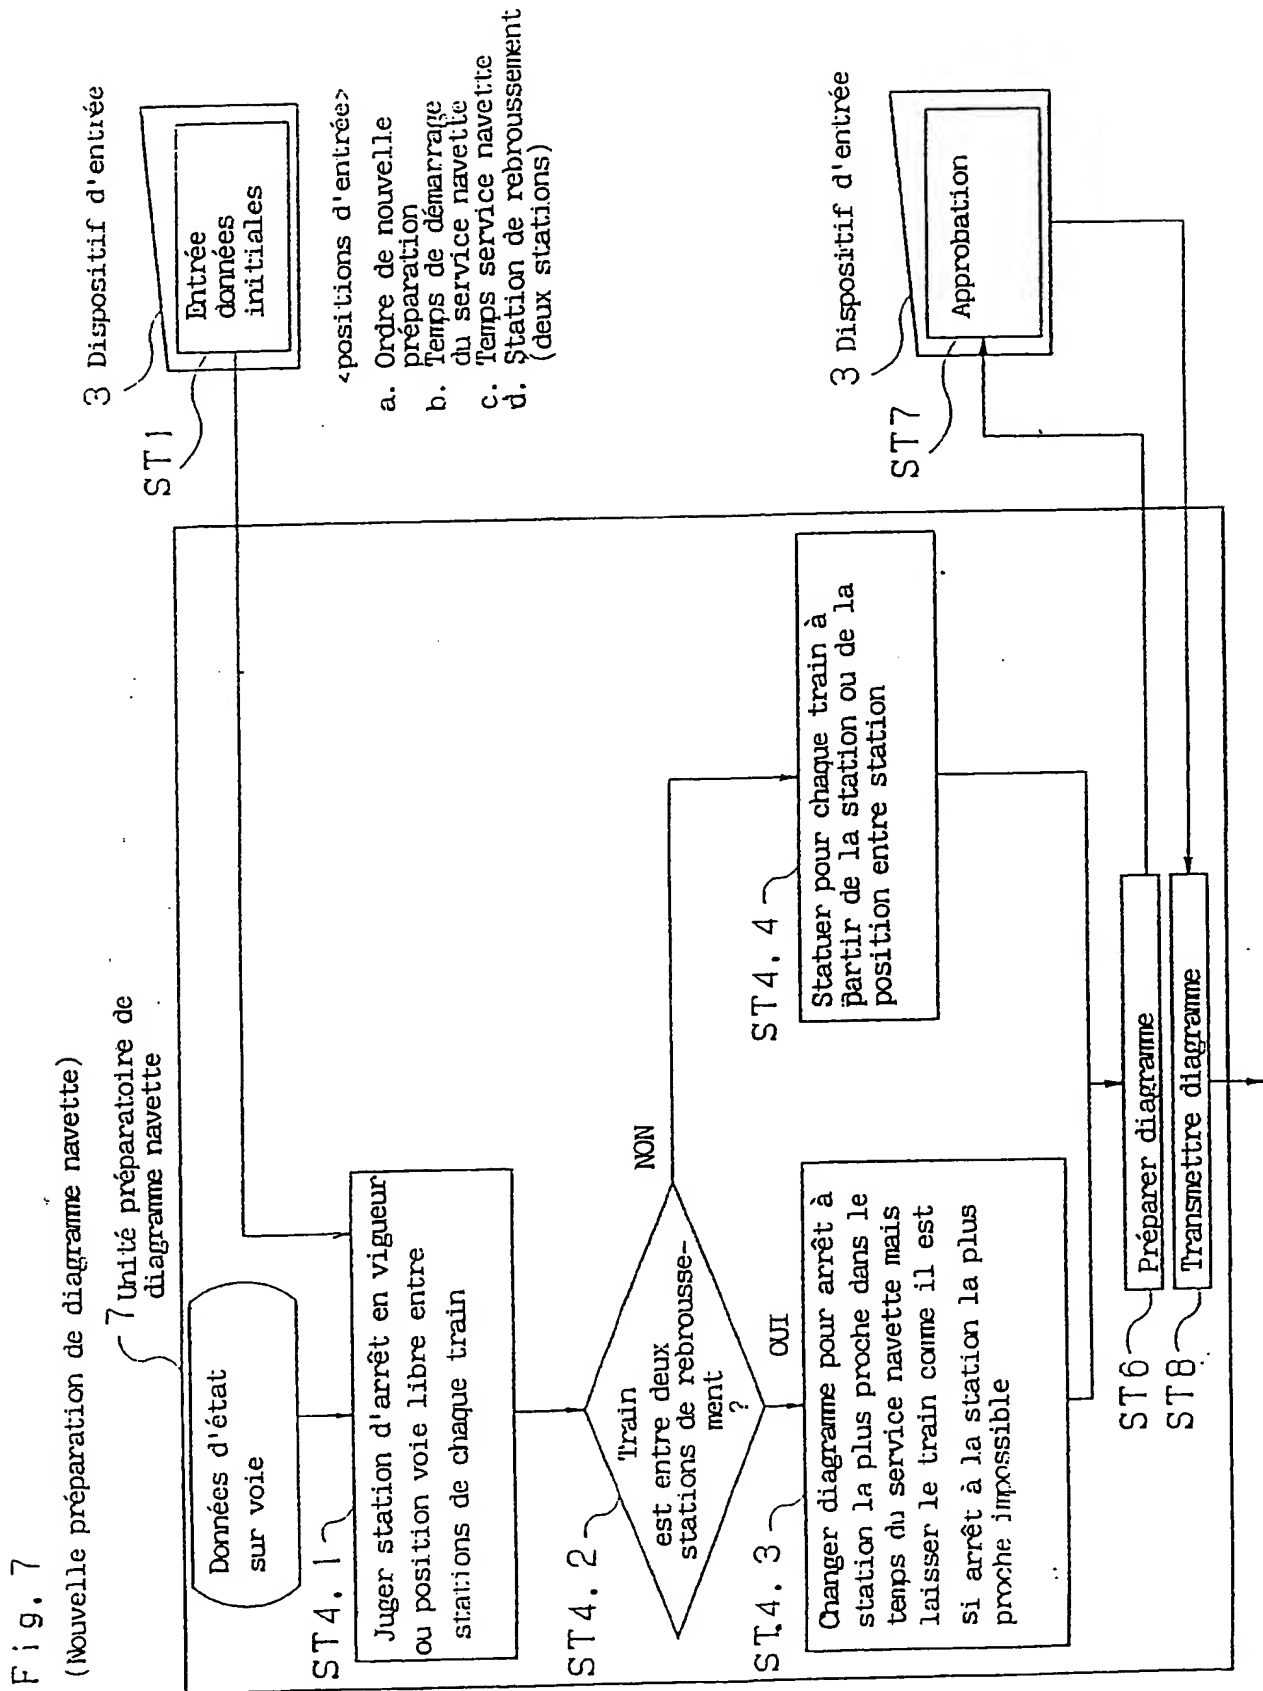 Fig. 7
(Nouvelle préparation de diagramme navette)
7 Unité préparatoire de
diagramme navette
Données d'état
sur voie
3 Dispositif d'entrée
ST1
Entrée
données
initiales
<positions d'entrée>
a. Ordre de nouvelle
préparation
b. Temps de démarrage
du service navette
c. Temps service navette
d. Station de rebroussement
(deux stations)
ST4. 1
Juger station d'arrêt en vigueur
ou position voie libre entre
stations de chaque train
ST4. 2
Train
est entre deux
stations de rebrousse-
ment
?
NON
OUI
ST4. 3
Changer diagramme pour arrêt à
station la plus proche dans le
temps du service navette mais
laisser le train comme il est
si arrêt à la station la plus
proche impossible
ST4. 4
Statuer pour chaque train à
partir de la station ou de la
position entre station
3 Dispositif d'entrée
ST7
Approbation
ST6
Préparer diagramme
ST8
Transmettre diagramme